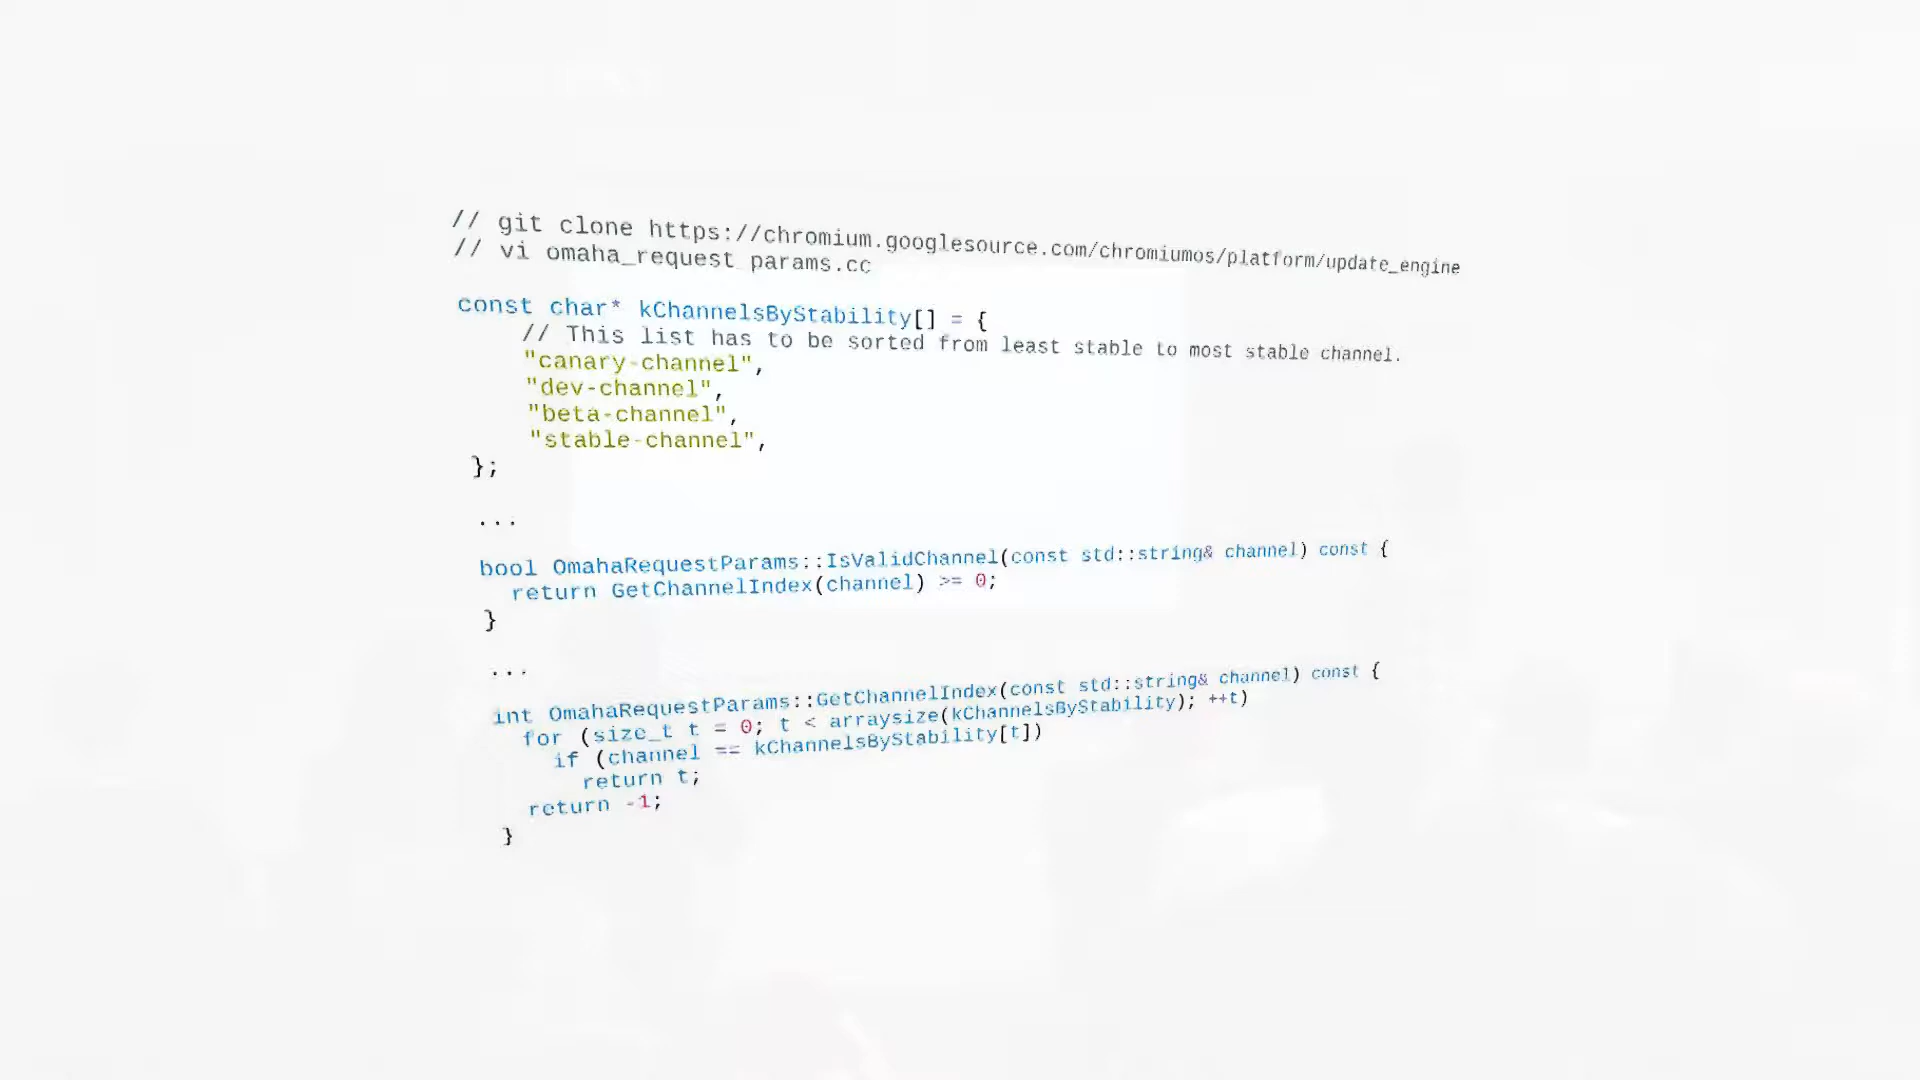 // git clone https://chromium.googlesource.com/chromiumos/platform/update_engine
// vi omaha_request_params.cc
const char* kChannelsByStability[] = {
// This list has to be sorted from least stable to most stable channel.
"canary-channel",
"dev-channel",
"beta-channel",
"stable-channel",
};
...
bool OmahaRequestParams::IsValidChannel(const std::string& channel) const {
return GetChannelIndex(channel) >= 0;
}
...
int OmahaRequestParams::GetChannelIndex(const std::string& channel) const {
for (size_t t = 0; t < arraysize(kChannelsByStability); ++t)
if (channel == kChannelsByStability[t])
return t;
return -1;
}